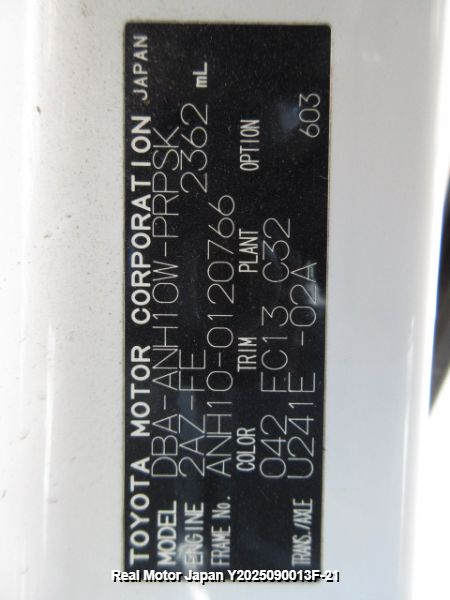 TOYOTA MOTOR CORPORATION JAPAN
MODEL DBA-ANH10W-PRPSK
ENGINE 2AZ-FE 2362 mL
FRAME No. ANH10-0120766
COLOR TRIM PLANT OPTION
042 FC13 C32 603
TRANS./AXLE U241E -02A
Real Motor Japan Y2025090013F-21